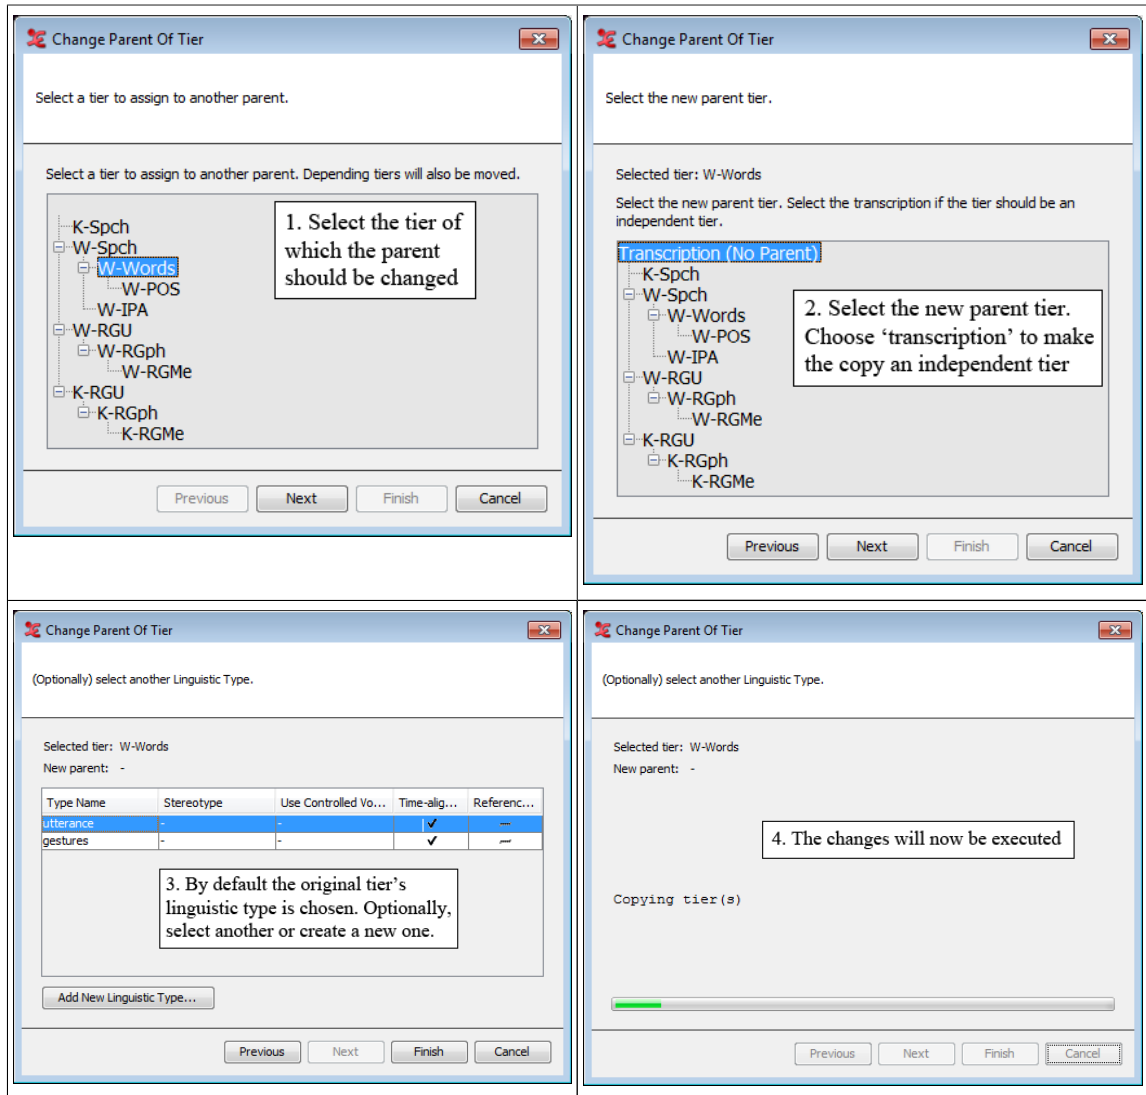 Change Parent Of Tier
Select a tier to assign to another parent.
Select a tier to assign to another parent. Depending tiers will also be moved.
K-Spch
W-Spch
W-Words
W-POS
W-IPA
W-RGU
W-RGph
W-RGMe
K-RGU
K-RGph
K-RGMe
1. Select the tier of
which the parent
should be changed
Previous Next Finish Cancel
Change Parent Of Tier
Select the new parent tier.
Selected tier: W-Words
Select the new parent tier. Select the transcription if the tier should be an
independent tier.
Transcription (No Parent)
K-Spch
W-Spch
W-Words
W-POS
W-IPA
W-RGU
W-RGph
W-RGMe
K-RGU
K-RGph
K-RGMe
2. Select the new parent tier.
Choose ‘transcription’ to make
the copy an independent tier
Previous Next Finish Cancel
Change Parent Of Tier
(Optionally) select another Linguistic Type.
Selected tier: W-Words
New parent: -
Type Name Stereotype Use Controlled Vo... Time-alig... Referenc...
utterance - -
gestures - -
3. By default the original tier’s
linguistic type is chosen. Optionally,
select another or create a new one.
Add New Linguistic Type...
Previous Next Finish Cancel
Change Parent Of Tier
(Optionally) select another Linguistic Type.
Selected tier: W-Words
New parent: -
4. The changes will now be executed
Copying tier(s)
Previous Next Finish Cancel